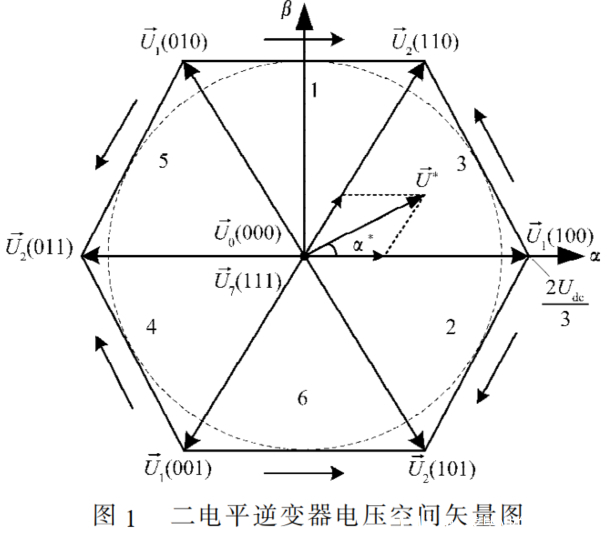 β
U⃗₁(010)
U⃗₂(110)
1
5
3
U⃗*
U⃗₀(000)
α*
U⃗₂(011)
U⃗₁(100)
α
U⃗₇(111)
2U_dc/3
4
2
6
U⃗₁(001)
U⃗₂(101)
图 1 二电平逆变器电压空间矢量图